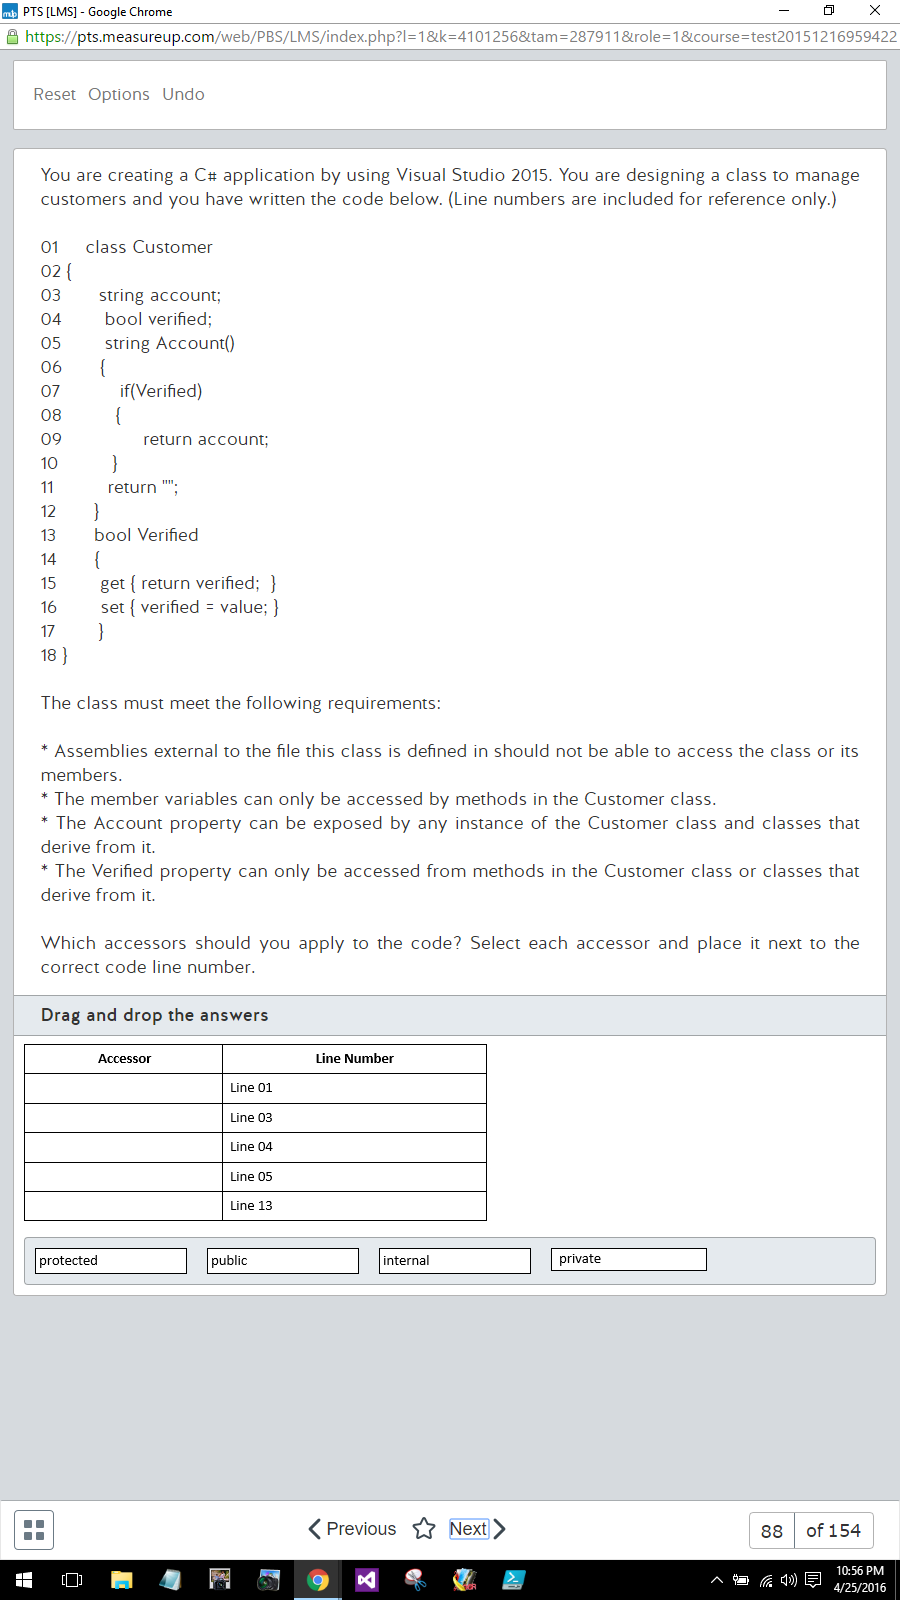 mup PTS [LMS] - Google Chrome
https://pts.measureup.com/web/PBS/LMS/index.php?l=1&k=4101256&tam=287911&role=1&course=test20151216959422
Reset Options Undo
You are creating a C# application by using Visual Studio 2015. You are designing a class to manage
customers and you have written the code below. (Line numbers are included for reference only.)
01 class Customer
02 {
03 string account;
04 bool verified;
05 string Account()
06 {
07 if(Verified)
08 {
09 return account;
10 }
11 return "";
12 }
13 bool Verified
14 {
15 get { return verified; }
16 set { verified = value; }
17 }
18 }
The class must meet the following requirements:
* Assemblies external to the file this class is defined in should not be able to access the class or its
members.
* The member variables can only be accessed by methods in the Customer class.
* The Account property can be exposed by any instance of the Customer class and classes that
derive from it.
* The Verified property can only be accessed from methods in the Customer class or classes that
derive from it.
Which accessors should you apply to the code? Select each accessor and place it next to the
correct code line number.
Drag and drop the answers
Accessor Line Number
Line 01
Line 03
Line 04
Line 05
Line 13
protected public internal private
Previous Next 88 of 154
10:56 PM
4/25/2016